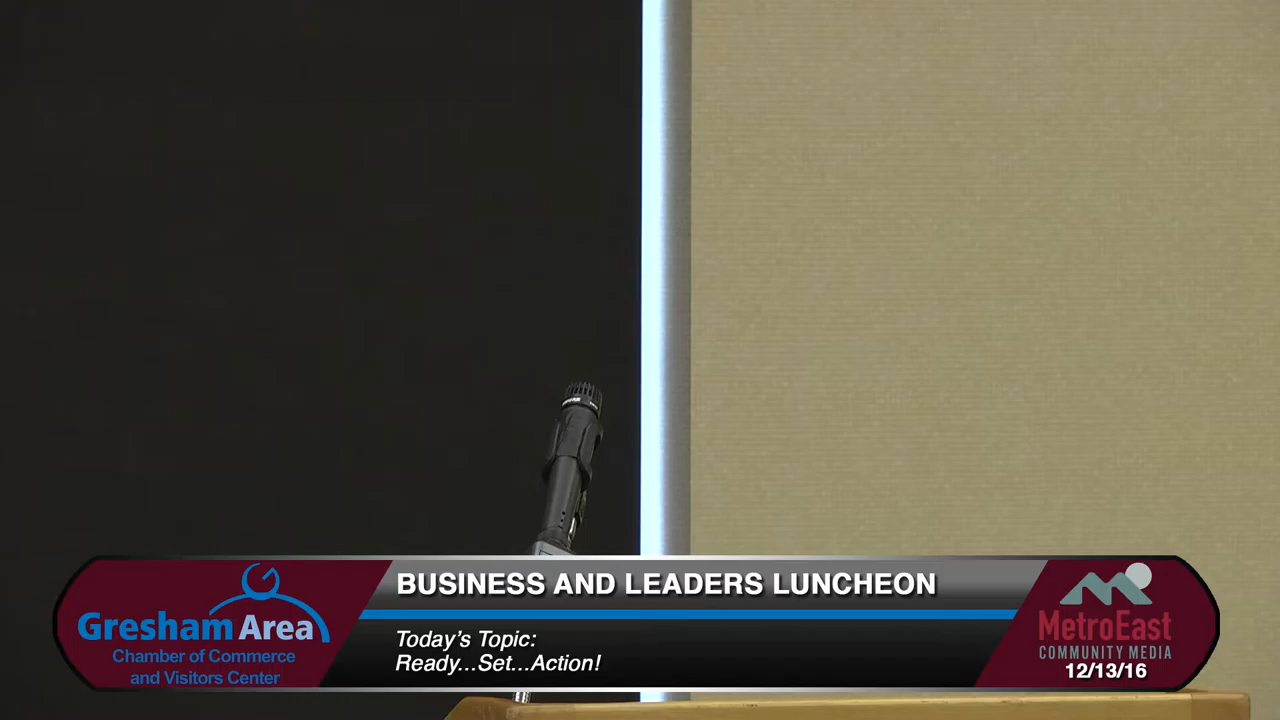 BUSINESS AND LEADERS LUNCHEON
Gresham Area
Chamber of Commerce
and Visitors Center
Today's Topic:
Ready...Set...Action!
MetroEast
COMMUNITY MEDIA
12/13/16